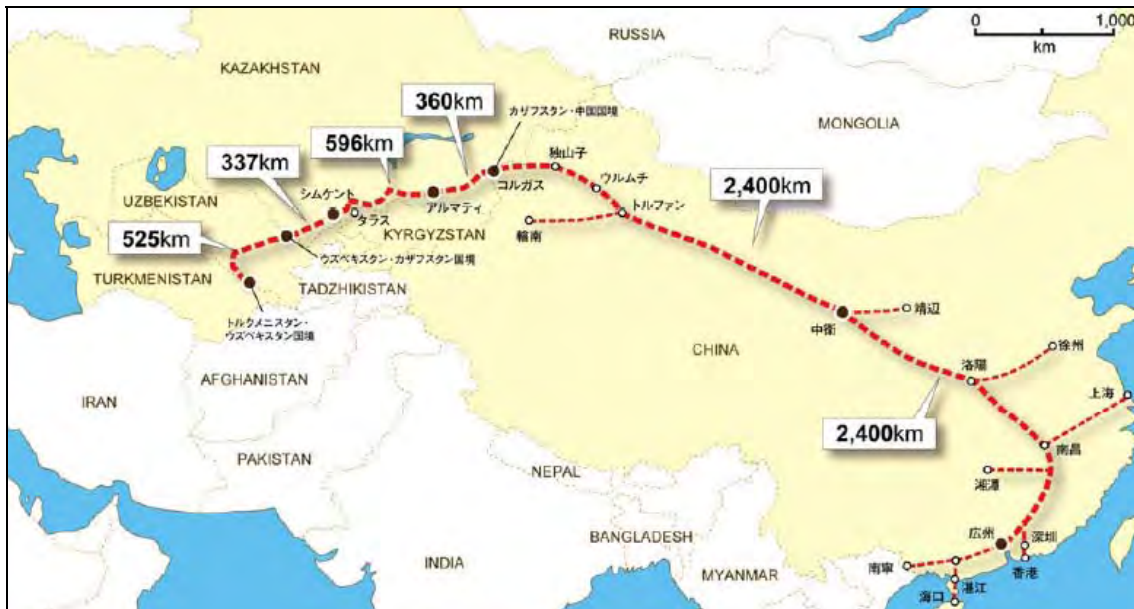 RUSSIA
0 1,000
km
KAZAKHSTAN
360km
カザフスタン・中国国境
MONGOLIA
596km
独山子
337km
シムケント
コルガス
ウルムチ
2,400km
UZBEKISTAN
アルマティ
トルファン
タラス
輪南
KYRGYZSTAN
525km
ウズベキスタン・カザフスタン国境
TURKMENISTAN
TADZHIKISTAN
トルクメニスタン・
ウズベキスタン国境
靖辺
中衛
CHINA
徐州
洛陽
AFGHANISTAN
上海
IRAN
2,400km
南昌
PAKISTAN
NEPAL
湘潭
広州
深圳
BANGLADESH
INDIA
南寧
香港
MYANMAR
湛江
海口